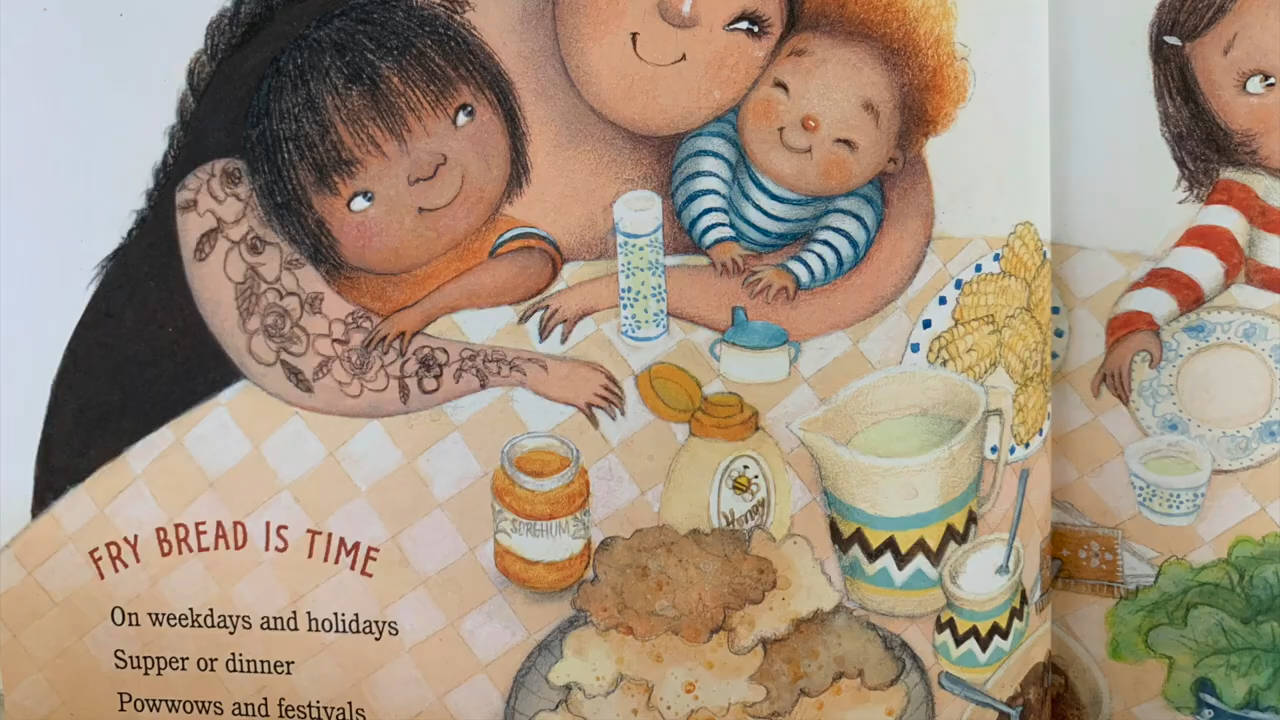 SORGHUM
Honey
FRY BREAD IS TIME
On weekdays and holidays
Supper or dinner
Powwows and festivals